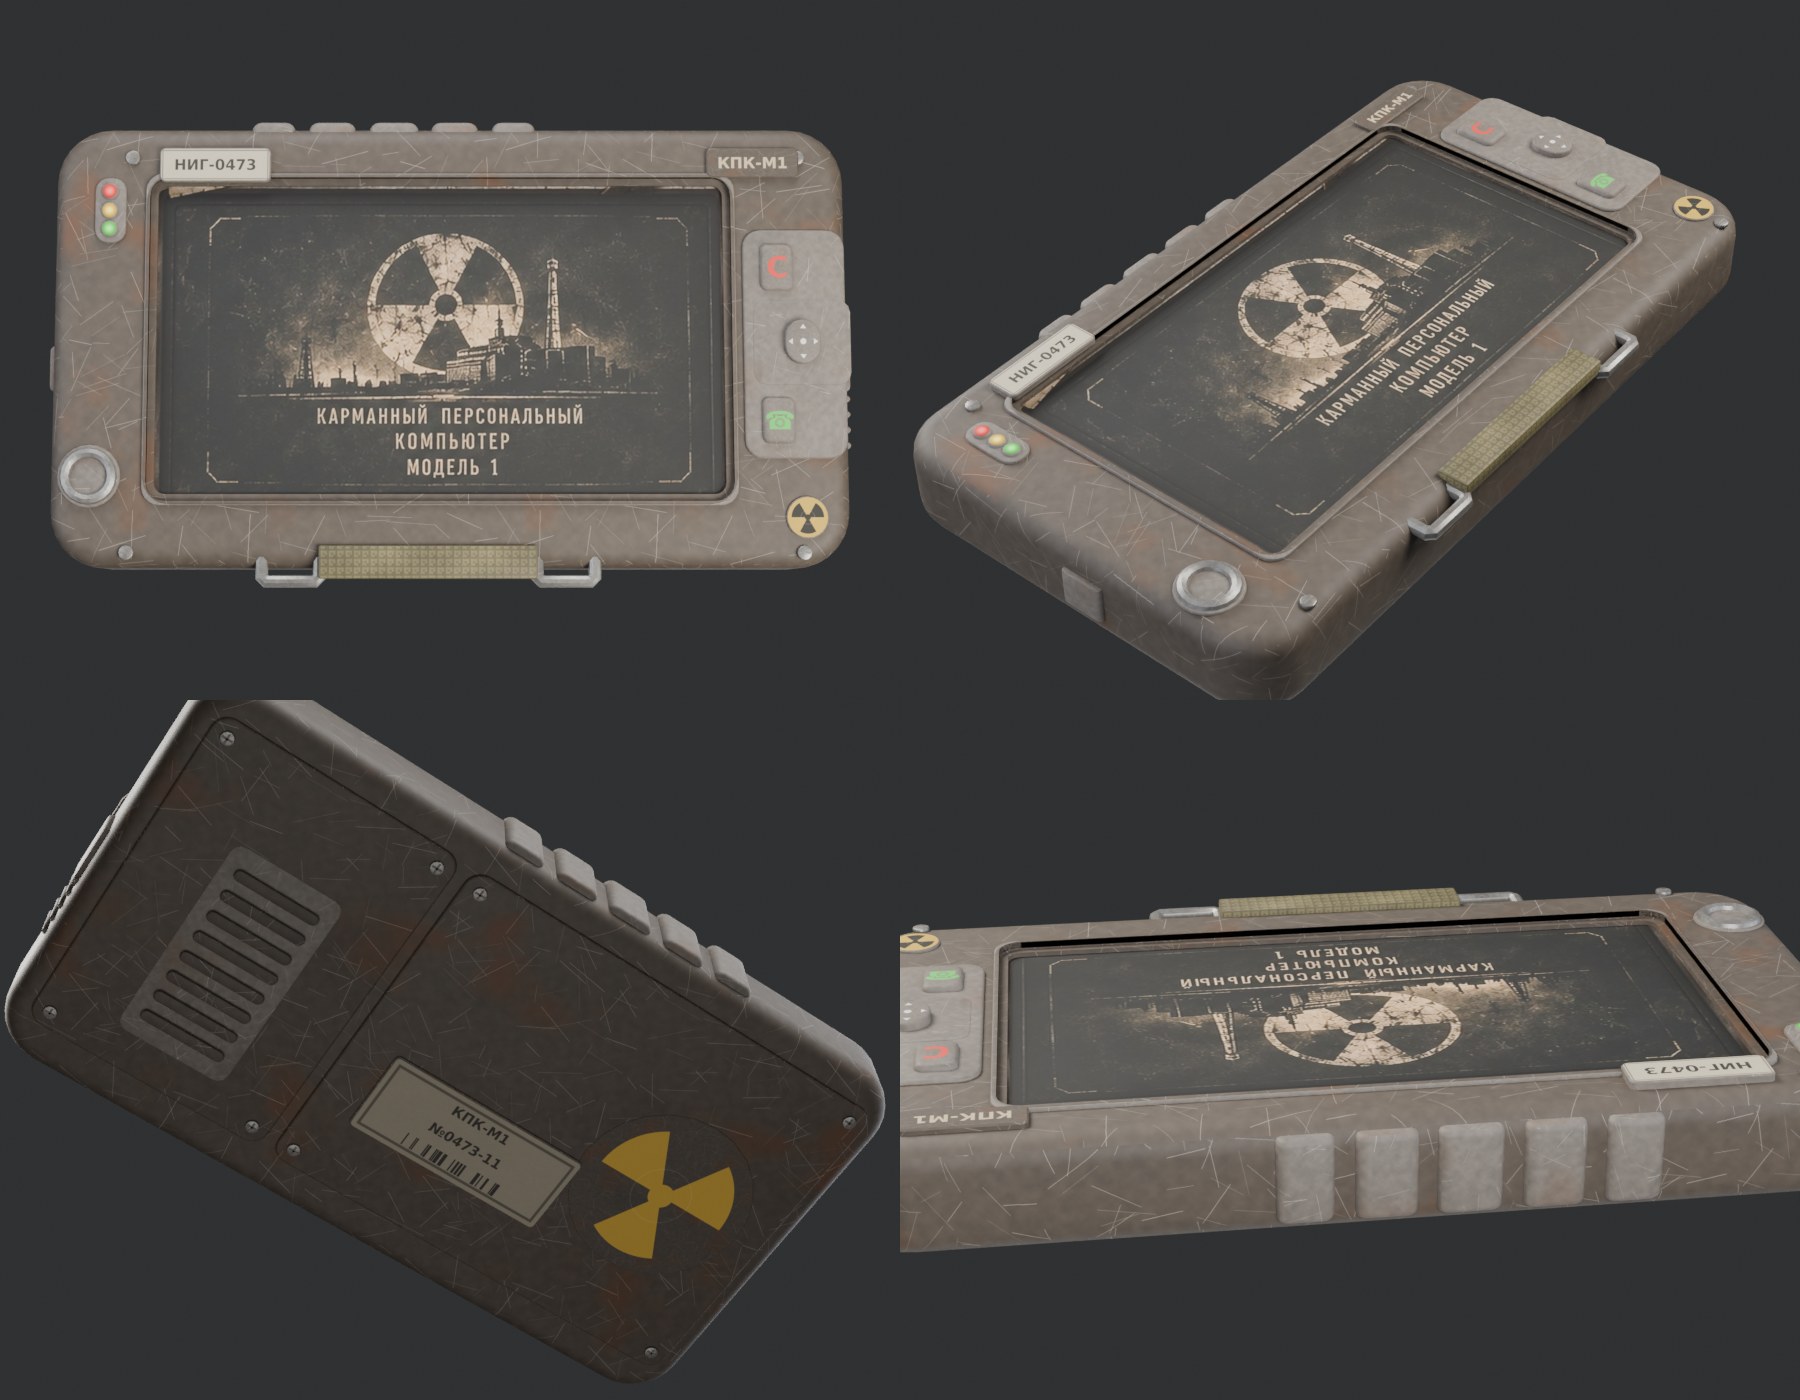 НИГ-0473
КПК-М1
С
КАРМАННЫЙ ПЕРСОНАЛЬНЫЙ
КОМПЬЮТЕР
МОДЕЛЬ 1
КПК-М1
С
НИГ-0473
КАРМАННЫЙ ПЕРСОНАЛЬНЫЙ
КОМПЬЮТЕР
МОДЕЛЬ 1
КПК-М1
№0473-11
КАРМАННЫЙ ПЕРСОНАЛЬНЫЙ
КОМПЬЮТЕР
МОДЕЛЬ 1
С
НИГ-0473
КПК-М1